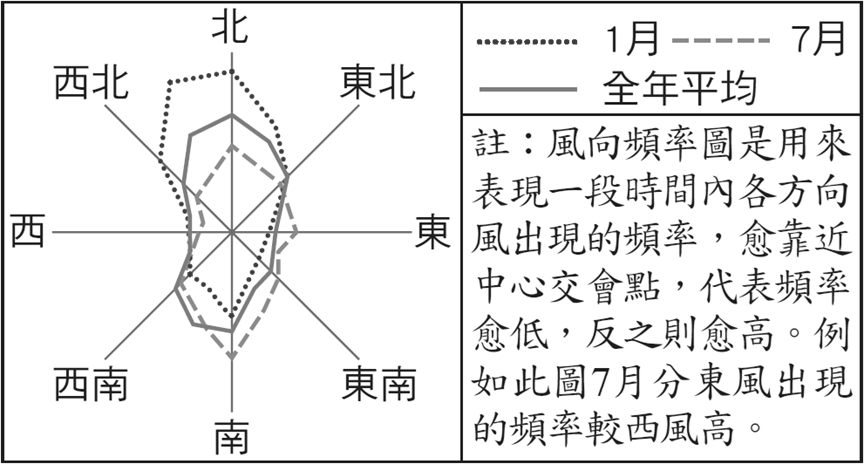 北
西北
東北
西
東
西南
東南
南
1月 7月
全年平均
註：風向頻率圖是用來
表現一段時間內各方向
風出現的頻率，愈靠近
中心交會點，代表頻率
愈低，反之則愈高。例
如此圖7月分東風出現
的頻率較西風高。